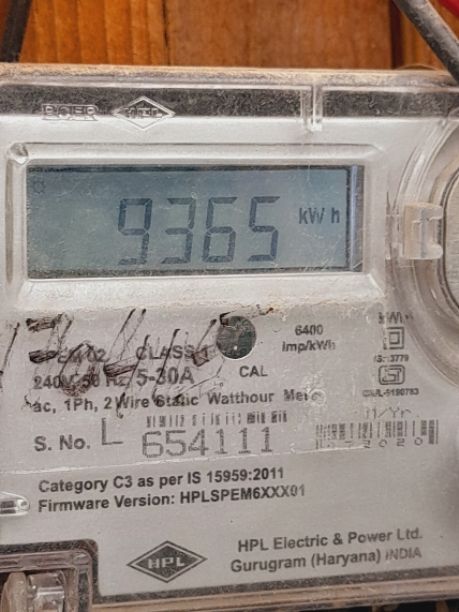 9365 kWh
6400
imp/kWh
CLASS 1
240V, 50 Hz, 5-30A
CAL
ac, 1Ph, 2 Wire Static Watthour Meter
S. No. L 654111
2020
Category C3 as per IS 15959:2011
Firmware Version: HPLSPEM6XXX01
HPL
HPL Electric & Power Ltd.
Gurugram (Haryana) INDIA